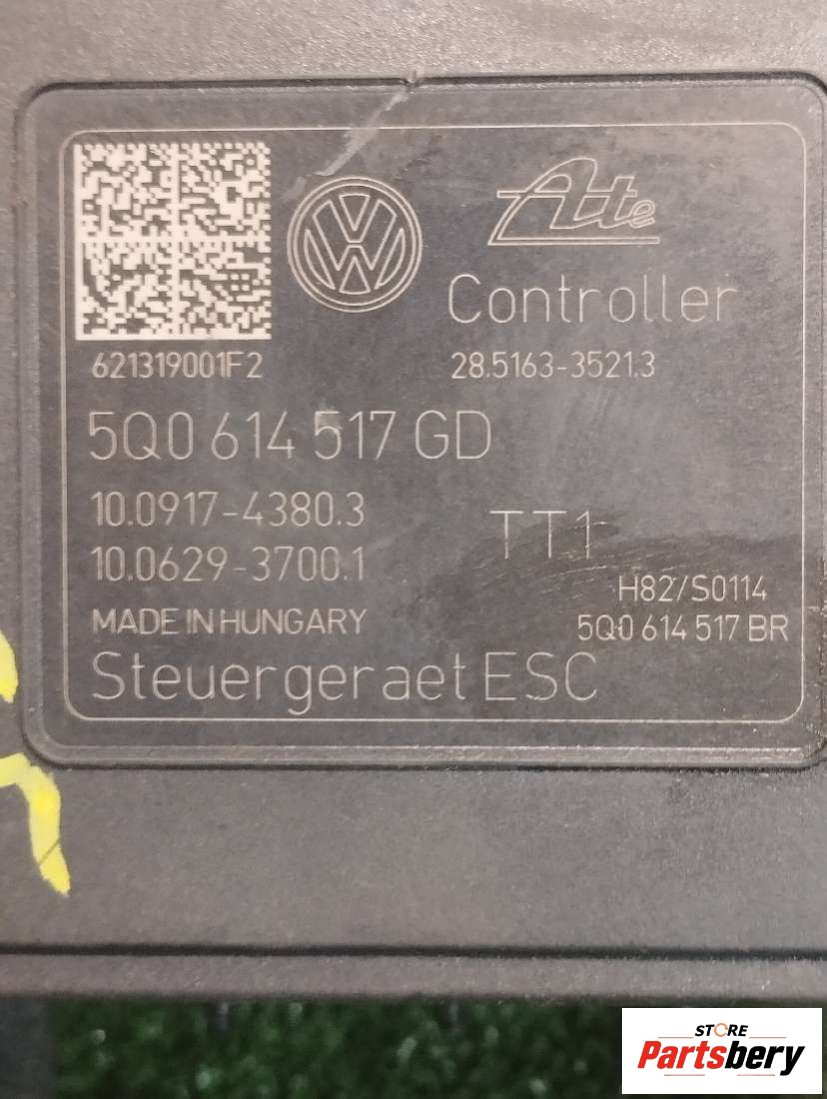 Ate
Controller
621319001F2
28.5163-3521.3
5Q0 614 517 GD
10.0917-4380.3
10.0629-3700.1
TT1
H82/S0114
MADE IN HUNGARY
5Q0 614 517 BR
Steuergeraet ESC
STORE
Partsbery